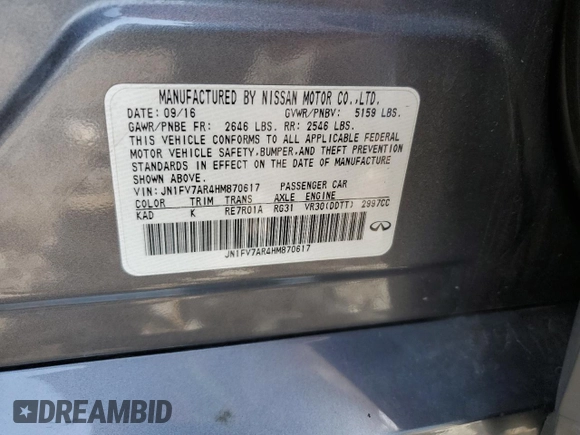 MANUFACTURED BY NISSAN MOTOR CO.,LTD.
DATE: 09/16 GVWR/PNBV: 5159 LBS.
GAWR/PNBE FR: 2646 LBS. RR: 2546 LBS.
THIS VEHICLE CONFORMS TO ALL APPLICABLE FEDERAL
MOTOR VEHICLE SAFETY, BUMPER, AND THEFT PREVENTION
STANDARDS IN EFFECT ON THE DATE OF MANUFACTURE
SHOWN ABOVE.
VIN: JN1FV7AR4HM870617 PASSENGER CAR
COLOR TRIM TRANS AXLE ENGINE
KAD K RE7R01A RG31 VR30(DDTT) 2997CC
JN1FV7AR4HM870617
DREAMBID